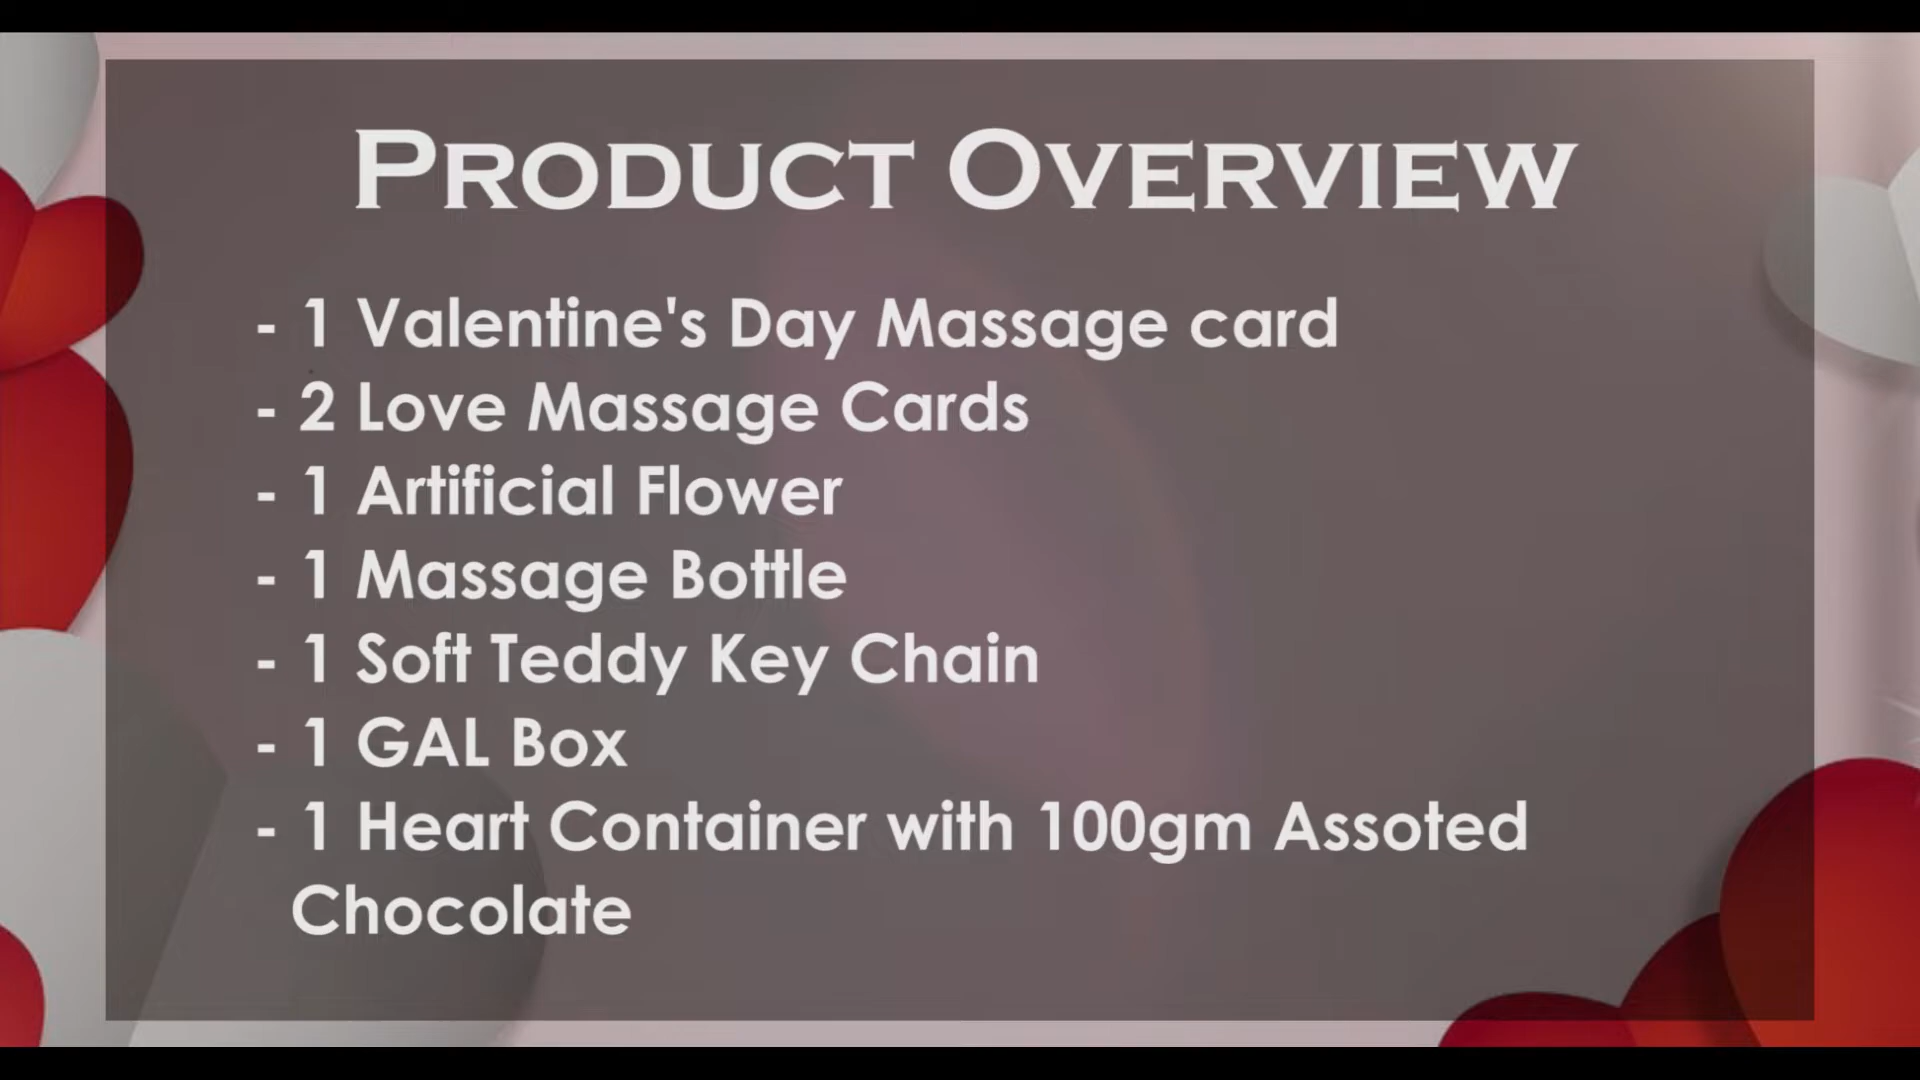 PRODUCT OVERVIEW
- 1 Valentine's Day Massage card
- 2 Love Massage Cards
- 1 Artificial Flower
- 1 Massage Bottle
- 1 Soft Teddy Key Chain
- 1 GAL Box
- 1 Heart Container with 100gm Assoted
Chocolate